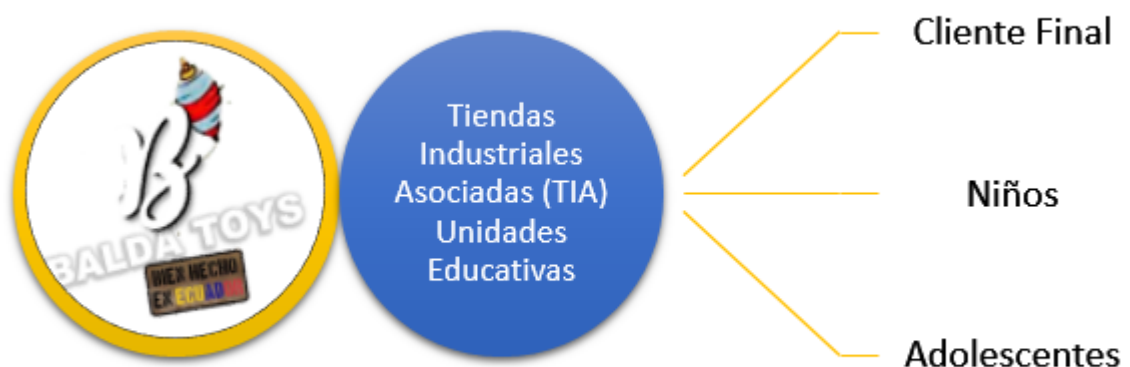 B
BALDA TOYS
BIEN HECHO
EN ECUADOR
Tiendas
Industriales
Asociadas (TIA)
Unidades
Educativas
Cliente Final
Niños
Adolescentes